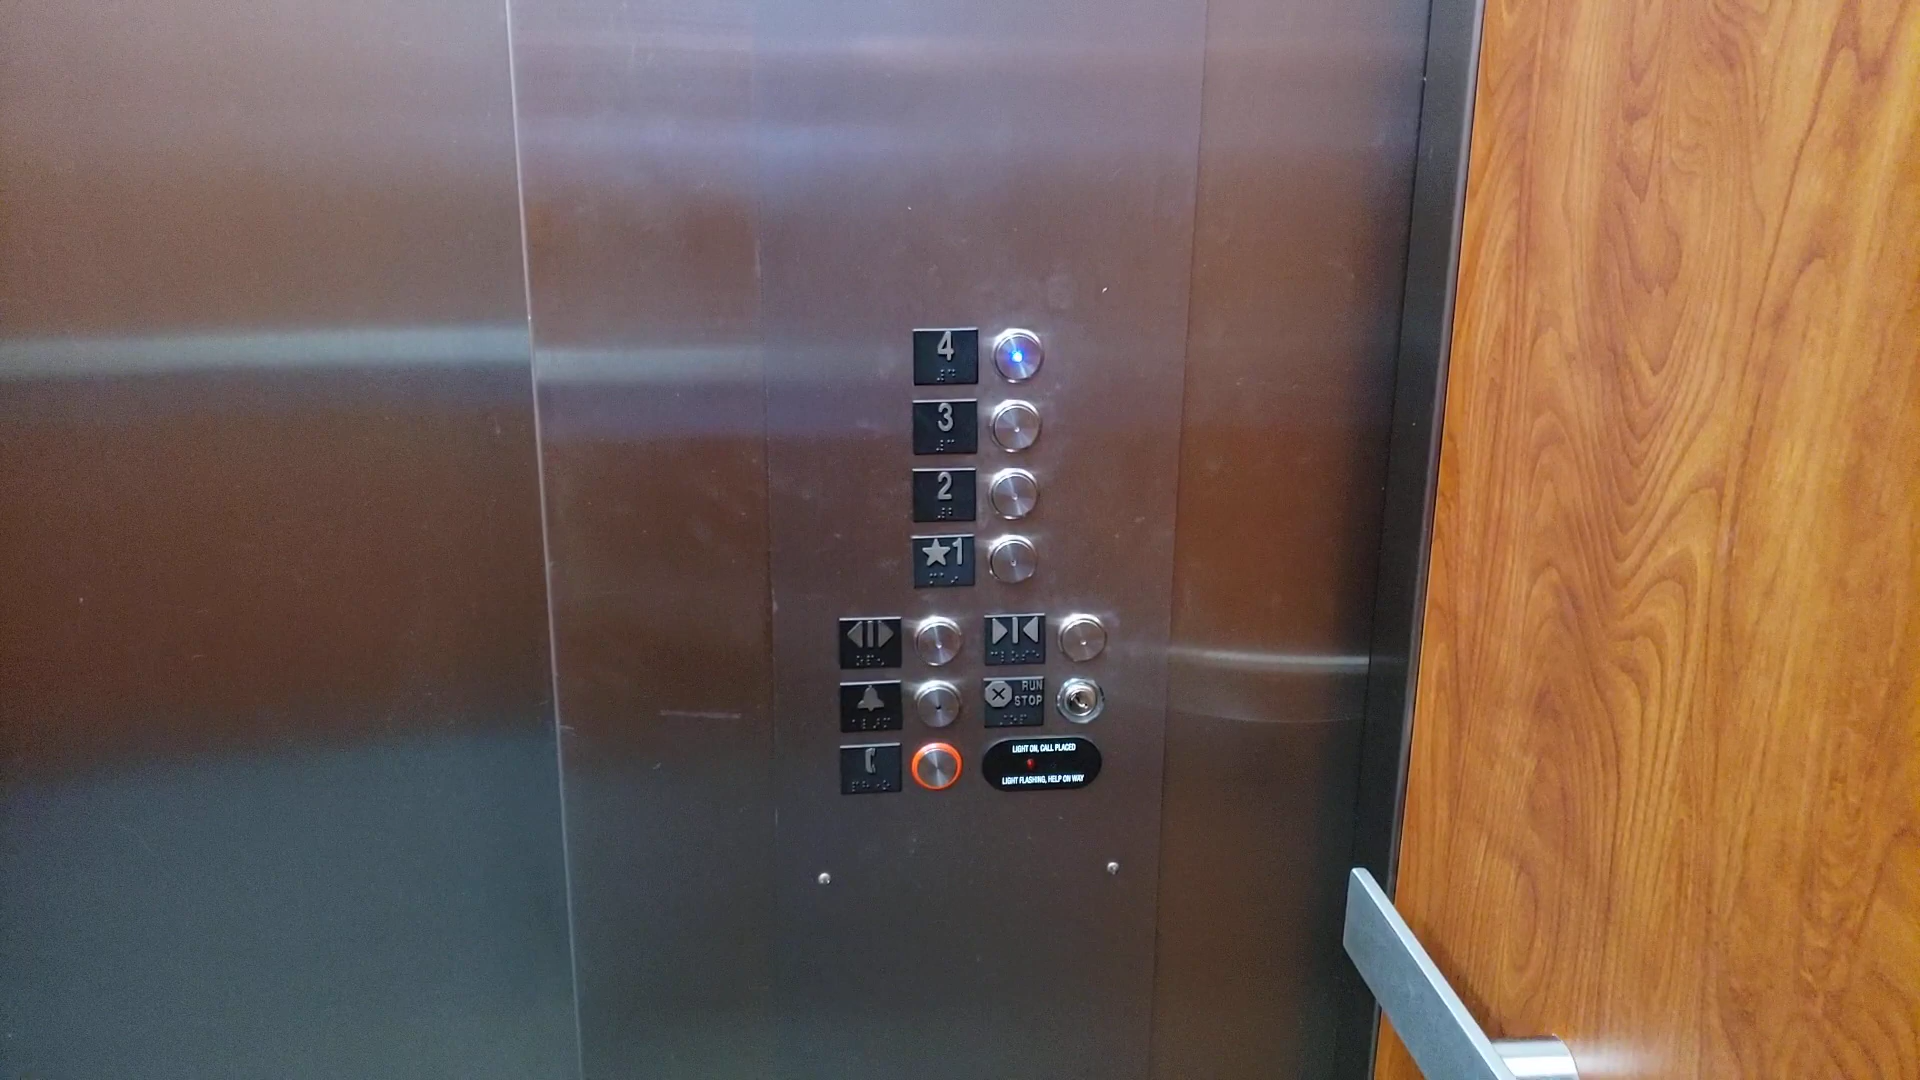 4
3
2
★1
RUN
STOP
LIGHT ON, CALL PLACED
LIGHT FLASHING, HELP ON WAY